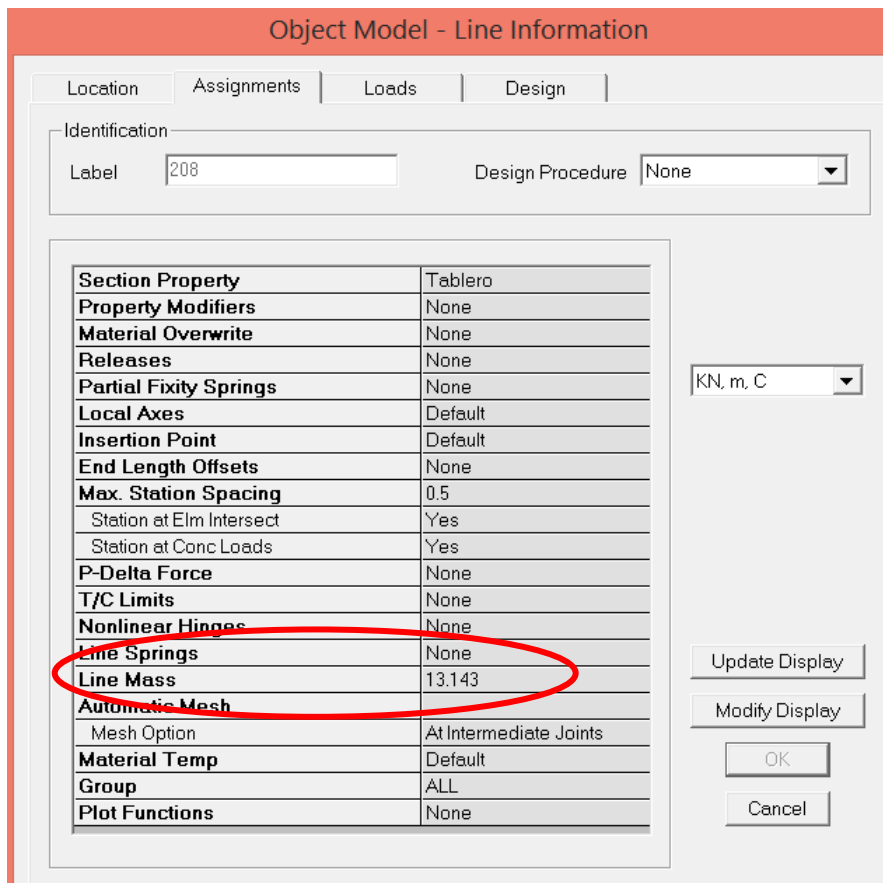 Object Model - Line Information
Location Assignments Loads Design
Identification
Label 208 Design Procedure None
Section Property Tablero
Property Modifiers None
Material Overwrite None
Releases None
Partial Fixity Springs None
KN, m, C
Local Axes Default
Insertion Point Default
End Length Offsets None
Max. Station Spacing 0.5
Station at Elm Intersect Yes
Station at Conc Loads Yes
P-Delta Force None
T/C Limits None
Nonlinear Hinges None
Line Springs None
Update Display
Line Mass 13.143
Automatic Mesh
Modify Display
Mesh Option At Intermediate Joints
Material Temp Default
OK
Group ALL
Plot Functions None
Cancel